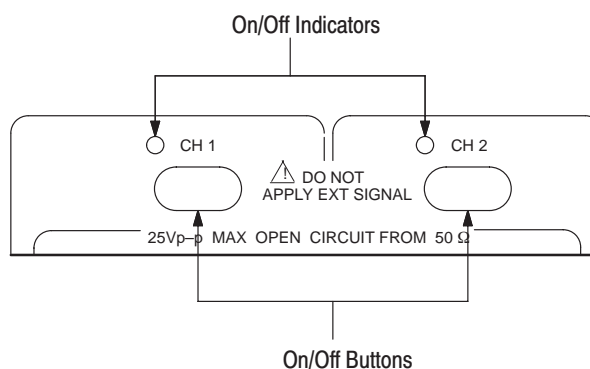 On/Off Indicators
CH 1
CH 2
DO NOT
APPLY EXT SIGNAL
25Vp–p MAX OPEN CIRCUIT FROM 50 Ω
On/Off Buttons